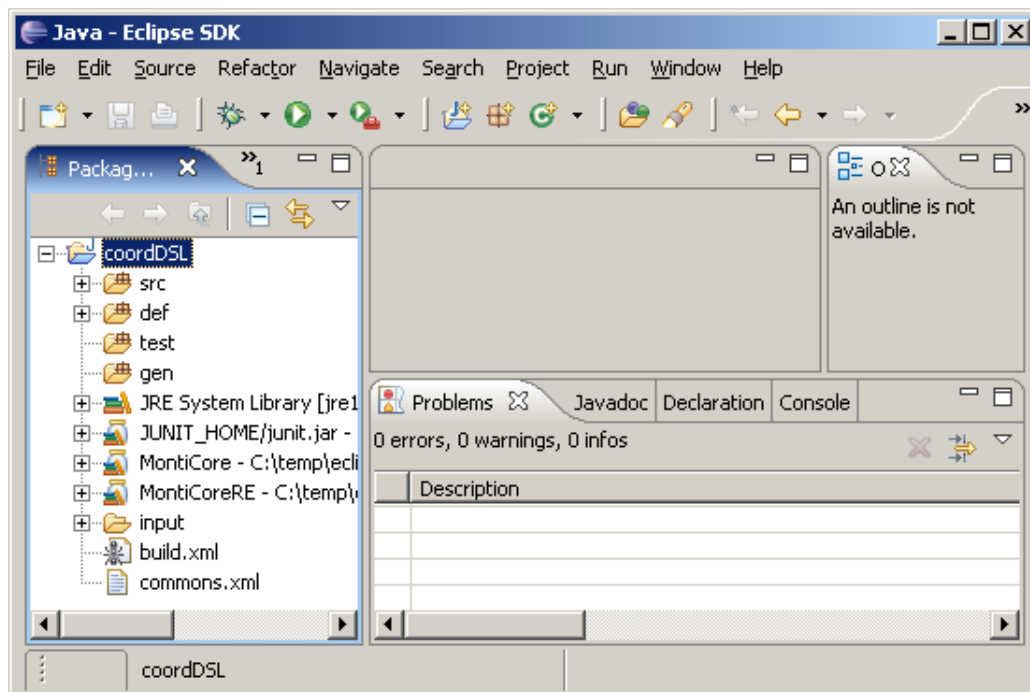 Java - Eclipse SDK
File Edit Source Refactor Navigate Search Project Run Window Help
»
Packag... »1
O
An outline is not
available.
coordDSL
src
def
test
gen
JRE System Library [jre1
JUNIT_HOME/junit.jar -
MontiCore - C:\temp\ecli
MontiCoreRE - C:\temp\
input
build.xml
commons.xml
Problems Javadoc Declaration Console
0 errors, 0 warnings, 0 infos
Description
coordDSL